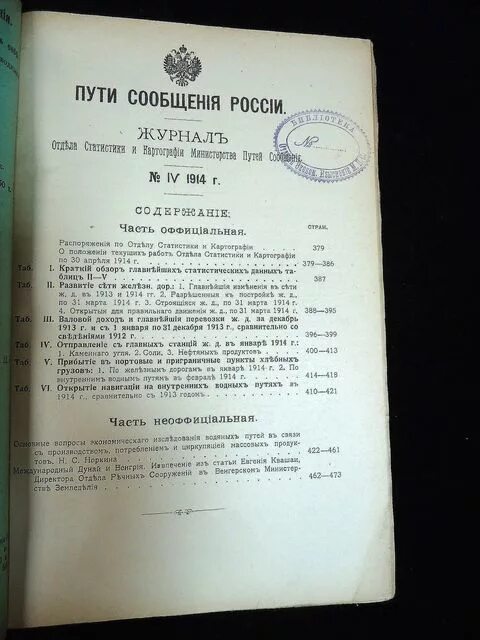 ПУТИ СООБЩЕНІЯ РОССІИ.
ЖУРНАЛЪ
Отдѣла Статистики и Картографіи Министерства Путей Сообщенія.
БИБЛІОТЕКА
№
№ IV 1914 г.
СОДЕРЖАНІЕ:
Часть оффиціальная.
СТРАН.
Распоряженія по Отдѣлу Статистики и Картографіи 379
О положеніи текущихъ работъ Отдѣла Статистики и Картографіи
по 30 апрѣля 1914 г. 379—386
Таб. I. Краткій обзоръ главнѣйшихъ статистическихъ данныхъ таблицъ II—V 387
Таб. II. Развитіе сѣти желѣзн. дор.: 1. Главнѣйшія измѣненія въ сѣти
ж. д. въ 1913 и 1914 гг. 2. Разрѣшенныя къ постройкѣ ж. д.,
по 31 марта 1914 г. 3. Строящіяся ж. д., по 31 марта 1914 г.
4. Открытыя для правильнаго движенія ж. д., по 31 марта 1914 г. 388—395
Таб. III. Валовой доходъ и главнѣйшія перевозки ж. д. за декабрь
1913 г. и съ 1 января по 31 декабря 1913 г., сравнительно со
свѣдѣніями 1912 г. 396—399
Таб. IV. Отправленіе съ главныхъ станцій ж. д. въ январѣ 1914 г.:
1. Каменнаго угля. 2. Соли. 3. Нефтяныхъ продуктовъ. 400—413
Таб. V. Прибытіе въ портовые и приграничные пункты хлѣбныхъ
грузовъ: 1. По желѣзнымъ дорогамъ въ январѣ 1914 г. 2. По
внутреннимъ воднымъ путямъ въ февралѣ 1914 г. 414—418
Таб. VI. Открытіе навигаціи на внутреннихъ водныхъ путяхъ въ
1914 г., сравнительно съ 1913 годомъ. 410—421
Часть неоффиціальная.
Основные вопросы экономическаго изслѣдованія водяныхъ путей въ связи
съ производствомъ, потребленіемъ и циркуляціей массовыхъ продуктовъ. Н. С. Норкина 422—461
Международный Дунай и Венгрія. Извлеченіе изъ статьи Евгенія Квашаи,
Директора Отдѣла Рѣчныхъ Сооруженій въ Венгерскомъ Министерствѣ Земледѣлія 462—473